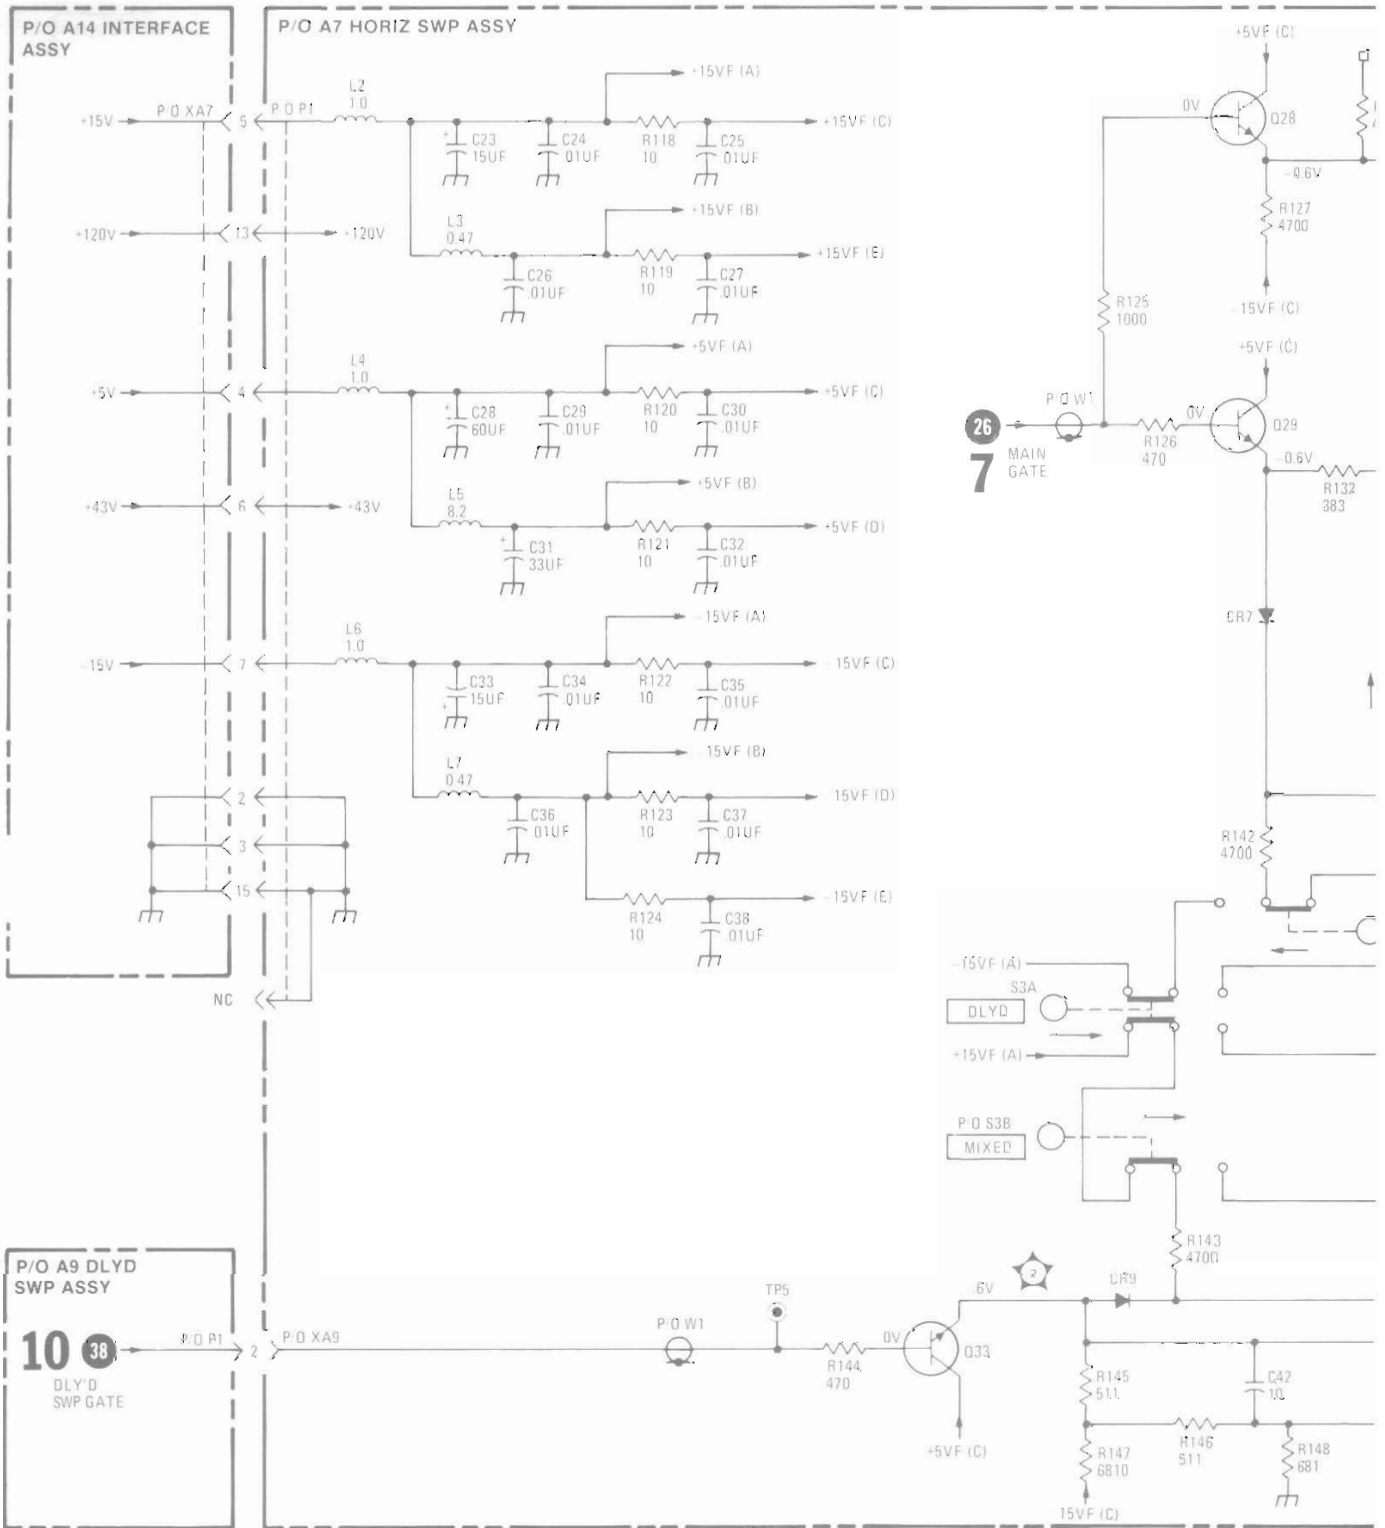 P/O A14 INTERFACE
ASSY
P/O A7 HORIZ SWP ASSY
+15V
P/O XA7
5
P/O P1
L2
1.0
C23
15UF
C24
.01UF
+15VF (A)
R118
10
C25
.01UF
+15VF (C)
+120V
13
+120V
L3
0.47
C26
.01UF
+15VF (B)
R119
10
C27
.01UF
+15VF (E)
+5V
4
L4
1.0
C28
60UF
C29
.01UF
+5VF (A)
R120
10
C30
.01UF
+5VF (C)
+43V
6
+43V
L5
8.2
C31
33UF
+5VF (B)
R121
10
C32
.01UF
+5VF (D)
-15V
7
L6
1.0
C33
15UF
C34
.01UF
-15VF (A)
R122
10
C35
.01UF
-15VF (C)
L7
0.47
C36
.01UF
-15VF (B)
R123
10
C37
.01UF
15VF (D)
R124
10
C38
.01UF
-15VF (E)
2
3
15
NC
+5VF (C)
0V
Q28
-0.6V
R127
4700
-15VF (C)
R125
1000
+5VF (C)
26
7
MAIN
GATE
P/O W1
R126
470
0V
Q29
-0.6V
R132
383
CR7
R142
4700
-15VF (A)
S3A
DLYD
+15VF (A)
P/O S3B
MIXED
R143
4700
P/O A9 DLYD
SWP ASSY
10
38
DLY'D
SWP GATE
P/O P1
2
P/O XA9
P/O W1
TP5
R144
470
0V
Q33
.6V
2
CR9
+5VF (C)
R145
511
C42
10
R146
511
R147
6810
R148
681
15VF (C)